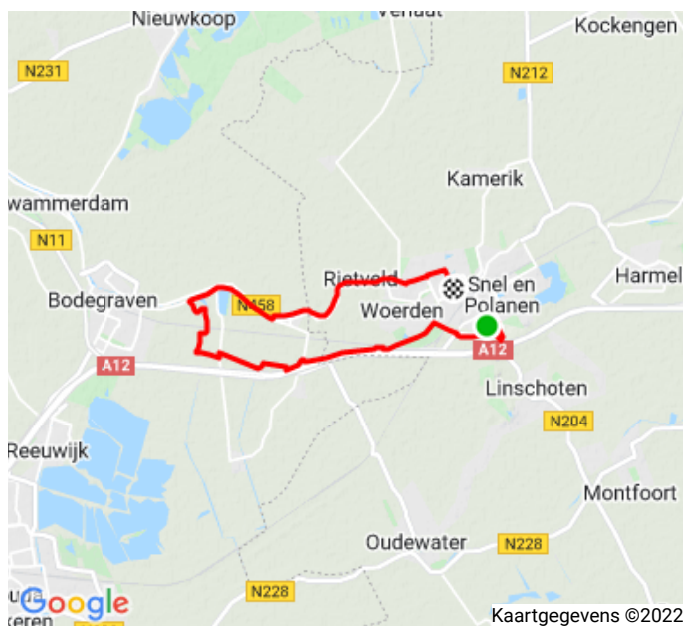 Nieuwkoop
Kockengen
N231
N212
Kamerik
wammerdam
N11
Harmel
Rietveld
Snel en
Polanen
Bodegraven
N458
Woerden
A12
A12
Linschoten
N204
Reeuwijk
Montfoort
Oudewater
N228
N228
Google
keren
Kaartgegevens ©2022